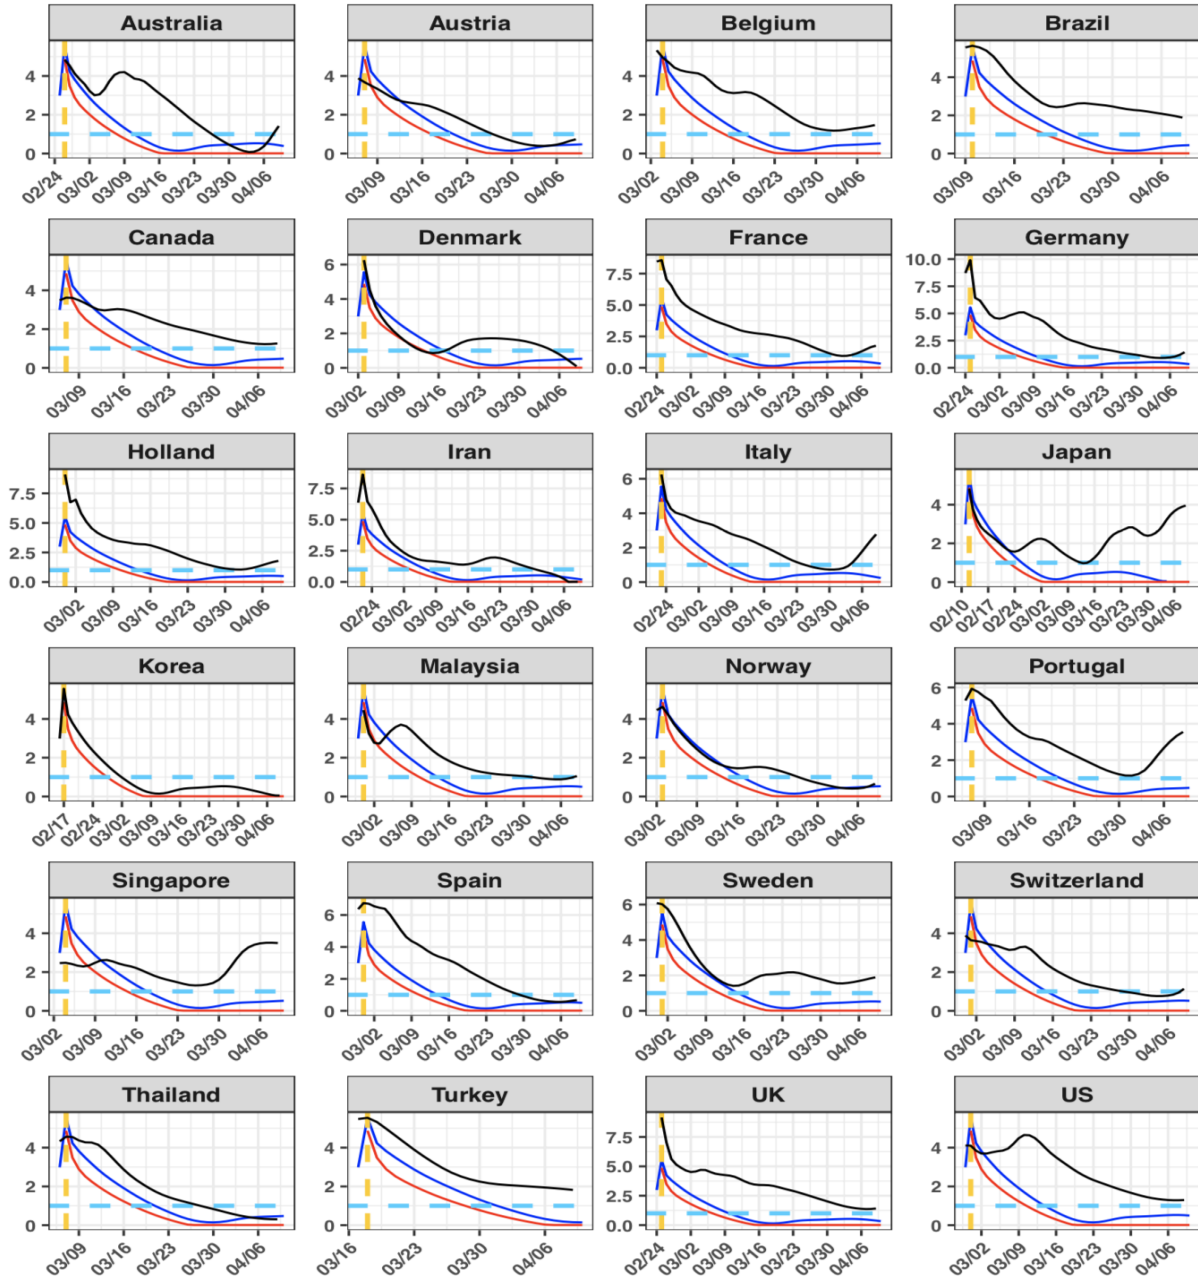 Australia Austria Belgium Brazil
4 4 4 4
2 2 2 2
0 0 0 0
02/24 03/02 03/09 03/16 03/23 03/30 04/06 03/09 03/16 03/23 03/30 04/06 03/02 03/09 03/16 03/23 03/30 04/06 03/09 03/16 03/23 03/30 04/06
Canada Denmark France Germany
4 6 7.5 10.0
2 4 5.0 7.5
0 2 2.5 5.0
0 0.0 2.5
0.0
03/09 03/16 03/23 03/30 04/06 03/02 03/09 03/16 03/23 03/30 04/06 02/24 03/02 03/09 03/16 03/23 03/30 04/06 02/24 03/02 03/09 03/16 03/23 03/30 04/06
Holland Iran Italy Japan
7.5 7.5 6 4
5.0 5.0 4 2
2.5 2.5 2 0
0.0 0.0 0
03/02 03/09 03/16 03/23 03/30 04/06 02/24 03/02 03/09 03/16 03/23 03/30 04/06 02/24 03/02 03/09 03/16 03/23 03/30 04/06 02/10 02/17 02/24 03/02 03/09 03/16 03/23 03/30 04/06
Korea Malaysia Norway Portugal
4 4 4 6
2 2 2 4
0 0 0 2
0
02/17 02/24 03/02 03/09 03/16 03/23 03/30 04/06 03/02 03/09 03/16 03/23 03/30 04/06 03/02 03/09 03/16 03/23 03/30 04/06 03/09 03/16 03/23 03/30 04/06
Singapore Spain Sweden Switzerland
4 6 6 4
2 4 4 2
0 2 2 0
0 0
03/02 03/09 03/16 03/23 03/30 04/06 03/02 03/09 03/16 03/23 03/30 04/06 03/02 03/09 03/16 03/23 03/30 04/06 03/02 03/09 03/16 03/23 03/30 04/06
Thailand Turkey UK US
4 4 7.5 4
2 2 5.0 2
0 0 2.5 0
0.0
03/09 03/16 03/23 03/30 04/06 03/16 03/23 03/30 04/06 02/24 03/02 03/09 03/16 03/23 03/30 04/06 03/02 03/09 03/16 03/23 03/30 04/06